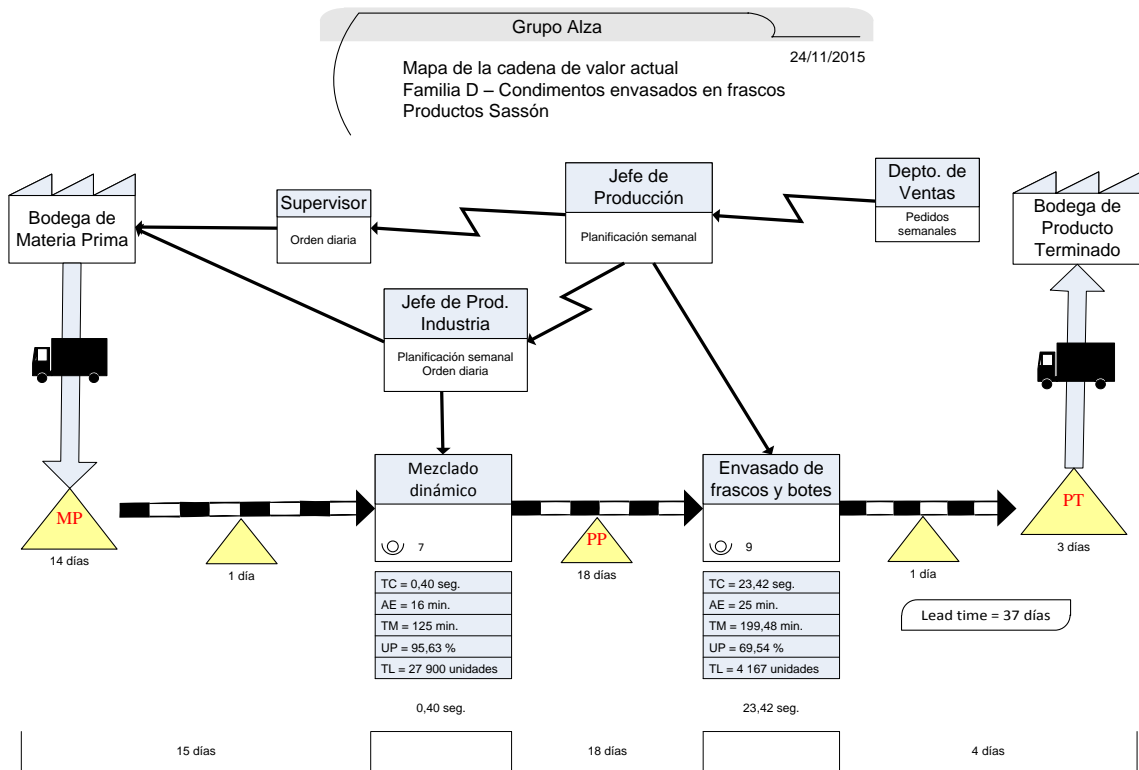 Grupo Alza
24/11/2015
Mapa de la cadena de valor actual
Familia D – Condimentos envasados en frascos
Productos Sassón
Bodega de
Materia Prima
Supervisor
Orden diaria
Jefe de
Producción
Planificación semanal
Depto. de
Ventas
Pedidos
semanales
Bodega de
Producto
Terminado
Jefe de Prod.
Industria
Planificación semanal
Orden diaria
MP
14 días
1 día
Mezclado
dinámico
7
PP
18 días
Envasado de
frascos y botes
9
1 día
PT
3 días
TC = 0,40 seg.
AE = 16 min.
TM = 125 min.
UP = 95,63 %
TL = 27 900 unidades
TC = 23,42 seg.
AE = 25 min.
TM = 199,48 min.
UP = 69,54 %
TL = 4 167 unidades
Lead time = 37 días
0,40 seg.
23,42 seg.
15 días
18 días
4 días